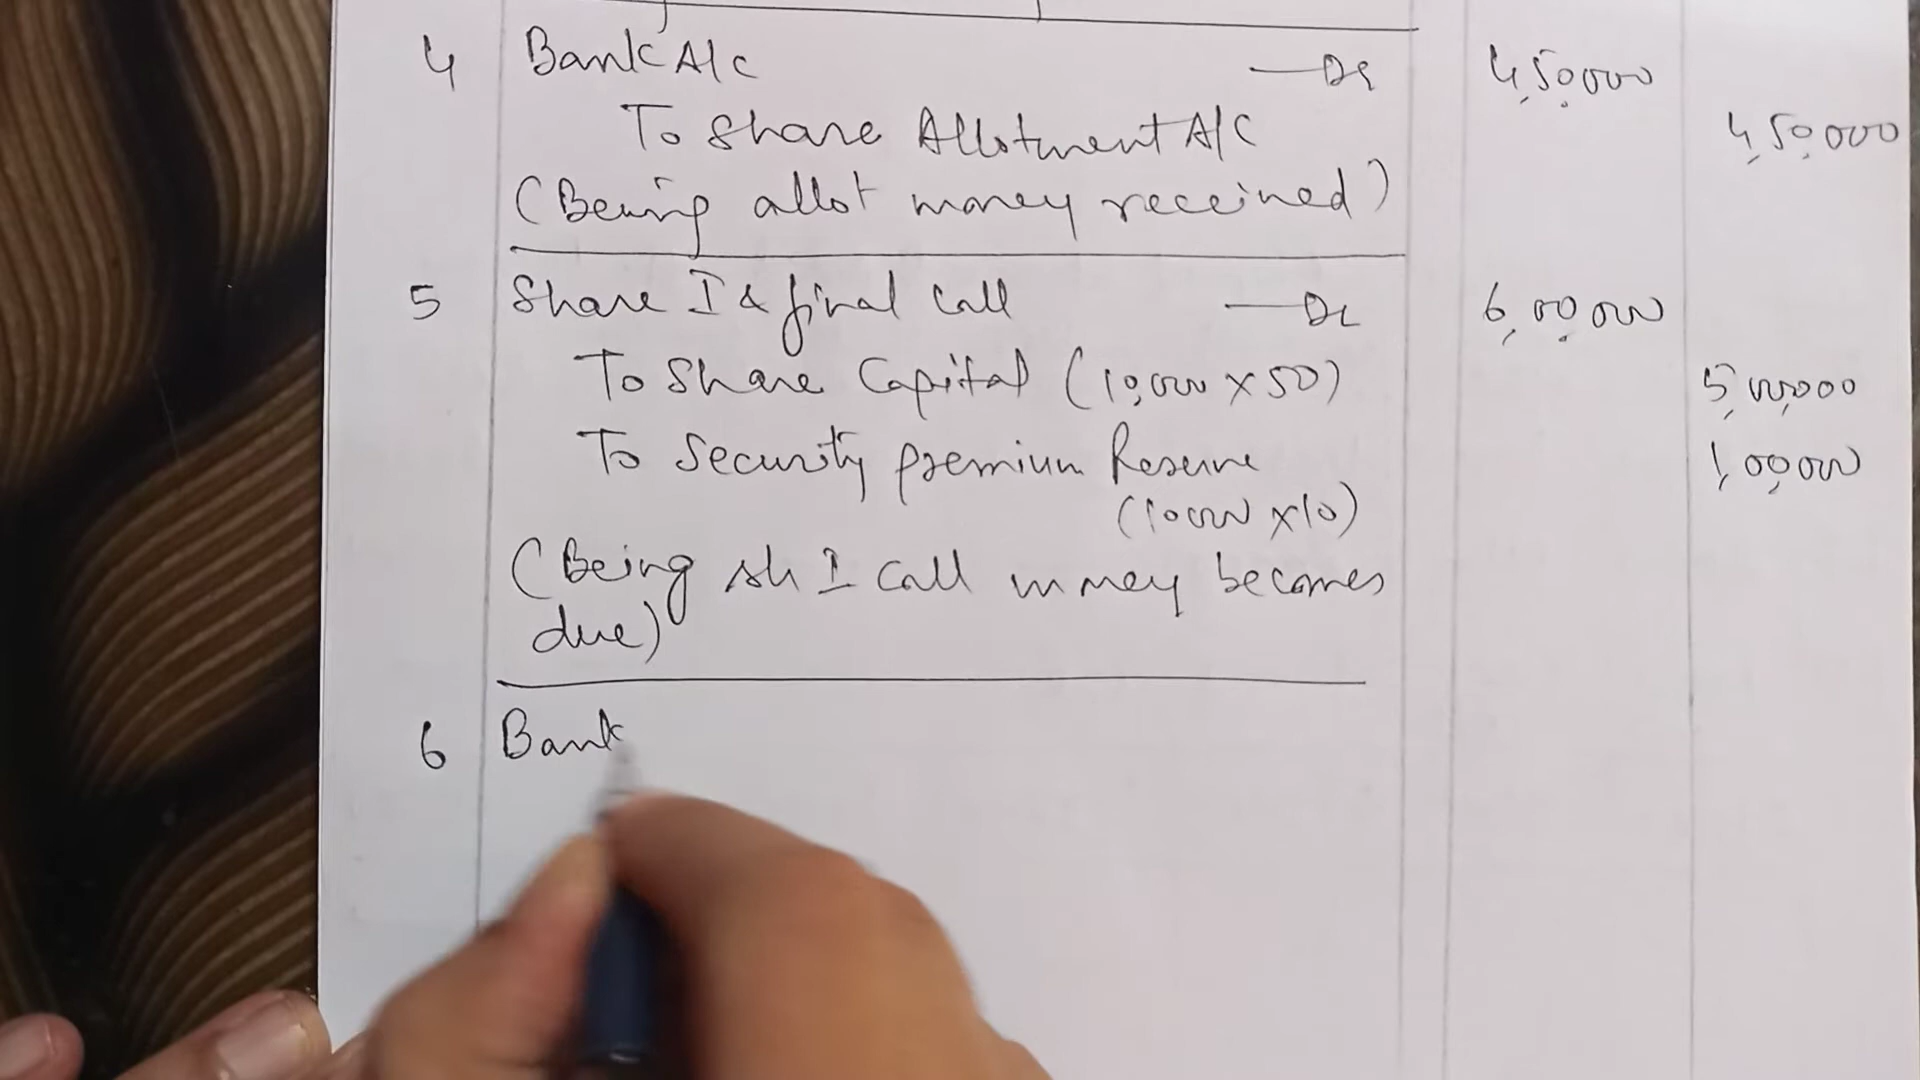 4 Bank A/c —Dr 4,50,000
To Share Allotment A/C 4,50,000
(Being allot money received)
5 Share I & final Call —Dr 6,00,000
To Share Capital (10,000 x 50) 5,00,000
To Security premium Reserve 1,00,000
(10000 x 10)
(Being sh I Call money becomes
due)
6 Bank